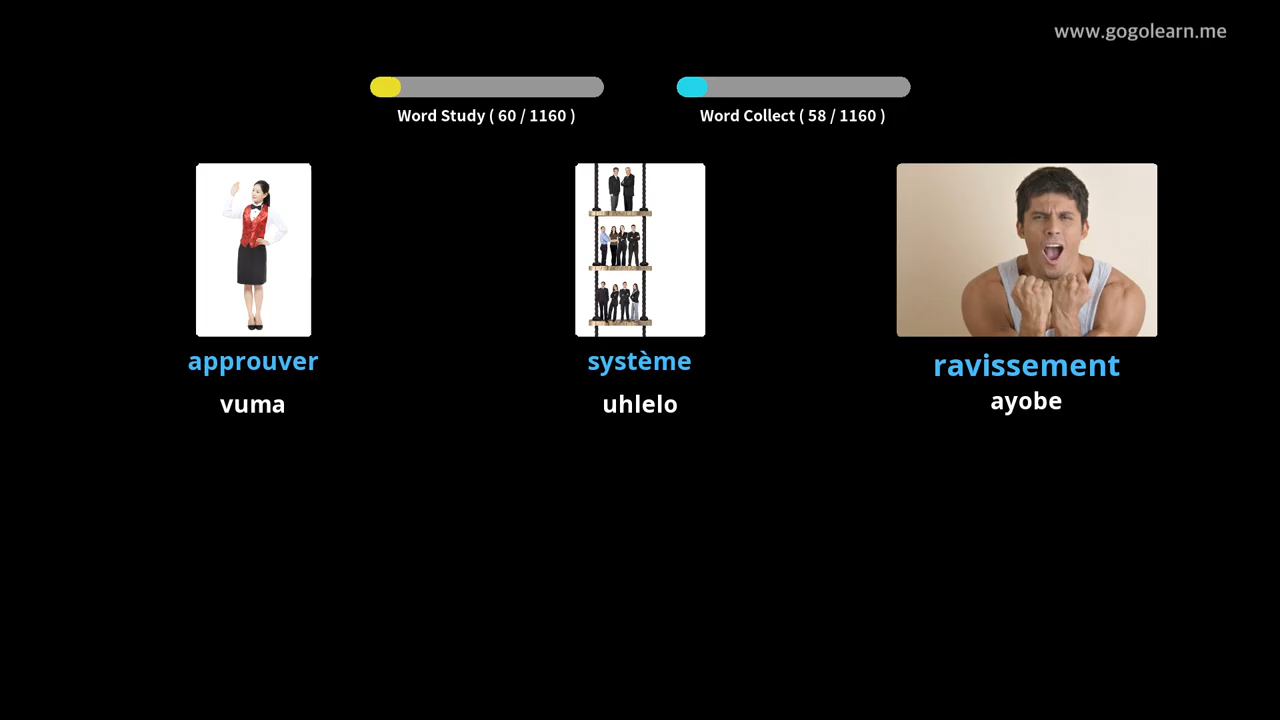 www.gogolearn.me
Word Study ( 60 / 1160 )
Word Collect ( 58 / 1160 )
approuver
système
ravissement
vuma
uhlelo
ayobe